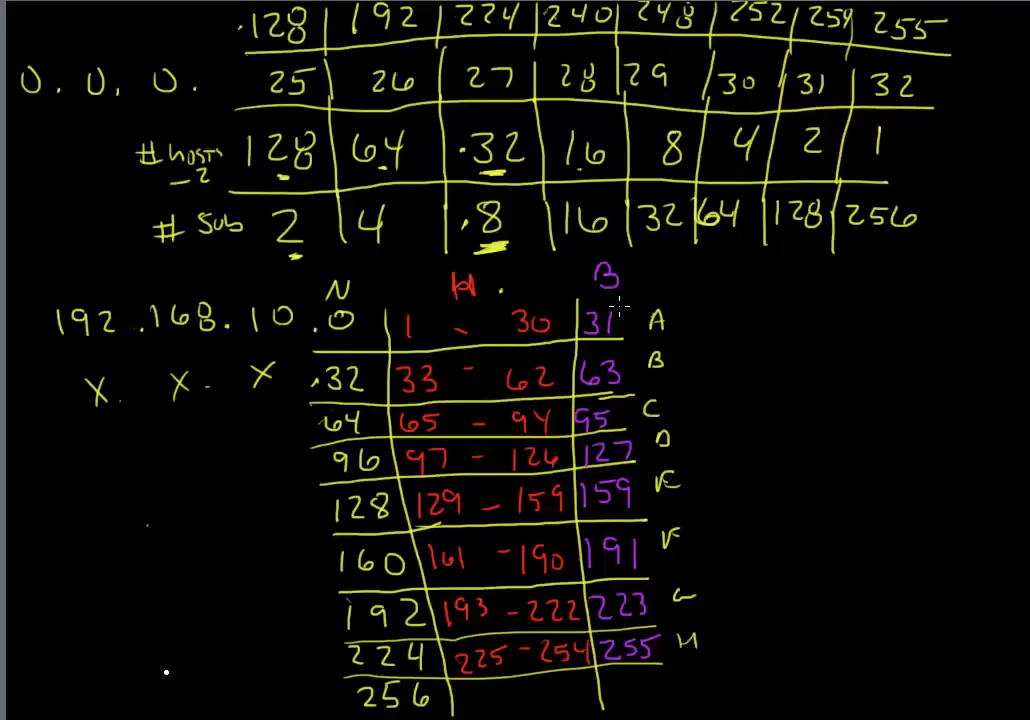 .128 192 224 240 248 252 254 255
0. 0. 0. 25 26 27 28 29 30 31 32
# Hosts 128 64 .32 16 8 4 2 1
-2
# Sub 2 4 .8 16 32 64 128 256
N H . B
192 .168. 10 .0 1 - 30 31 A
X. X. X .32 33 - 62 63 B
64 65 - 94 95 C
96 97 - 126 127 D
128 129 - 159 159 E
160 161 - 190 191 F
192 193 - 222 223 G
224 225 - 254 255 H
256